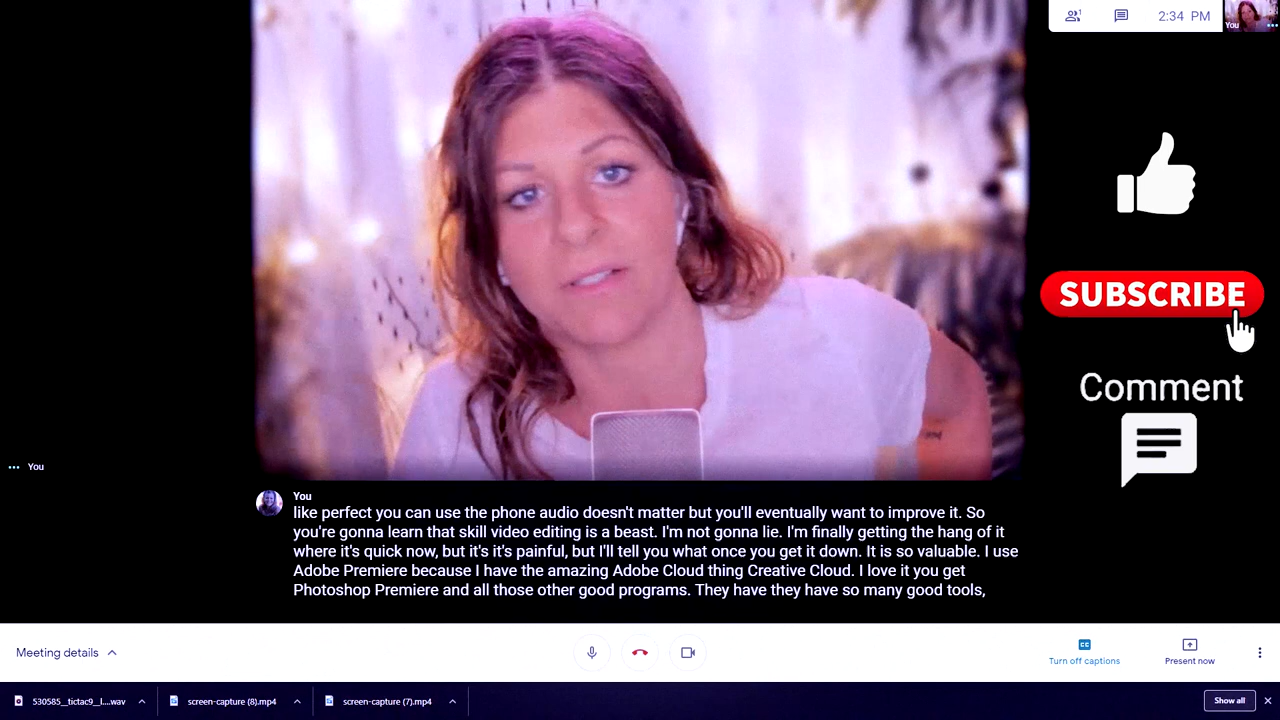 2:34 PM
You
SUBSCRIBE
Comment
You
You
like perfect you can use the phone audio doesn't matter but you'll eventually want to improve it. So
you're gonna learn that skill video editing is a beast. I'm not gonna lie. I'm finally getting the hang of it
where it's quick now, but it's it's painful, but I'll tell you what once you get it down. It is so valuable. I use
Adobe Premiere because I have the amazing Adobe Cloud thing Creative Cloud. I love it you get
Photoshop Premiere and all those other good programs. They have they have so many good tools,
Meeting details
Turn off captions
Present now
530585__tictac9__l....wav
screen-capture (8).mp4
screen-capture (7).mp4
Show all